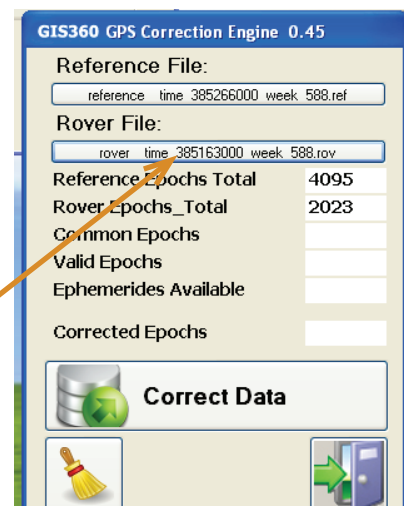 GIS360 GPS Correction Engine 0.45
Reference File:
reference time 385266000 week 588.ref
Rover File:
rover time 385163000 week 588.rov
Reference Epochs Total 4095
Rover Epochs_Total 2023
Common Epochs
Valid Epochs
Ephemerides Available
Corrected Epochs
Correct Data